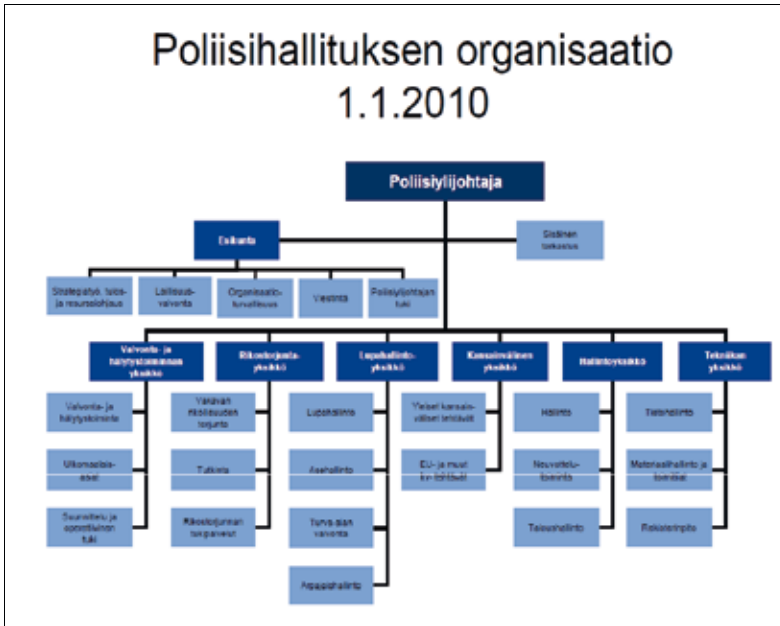 Poliisihallituksen organisaatio
1.1.2010
Poliisiylijohtaja
Esikunta
Sisäinen
tarkastus
Strategiatyö, tulos-
ja resurssiohjaus
Laillisuus-
valvonta
Organisaatio-
turvallisuus
Viestintä
Poliisiylijohtajan
tuki
Valvonta- ja
hälytystoiminnan
yksikkö
Rikostorjunta-
yksikkö
Lupahallinto-
yksikkö
Kansainvälinen
yksikkö
Hallintoyksikkö
Tekniikan
yksikkö
Valvonta- ja
hälytystoiminta
Vakavan
rikollisuuden
torjunta
Lupahallinto
Yleiset kansain-
väliset tehtävät
Hallinto
Tietohallinto
Ulkomaalais-
asiat
Tutkinta
Asehallinto
EU- ja muut
kv- tehtävät
Neuvottelu-
toiminta
Materiaalihallinto ja
toimitilat
Suunnittelu ja
operatiivinen
tuki
Rikostorjunnan
tukipalvelut
Turva-alan
valvonta
Taloushallinto
Rekisterinpito
Arpajaishallinto